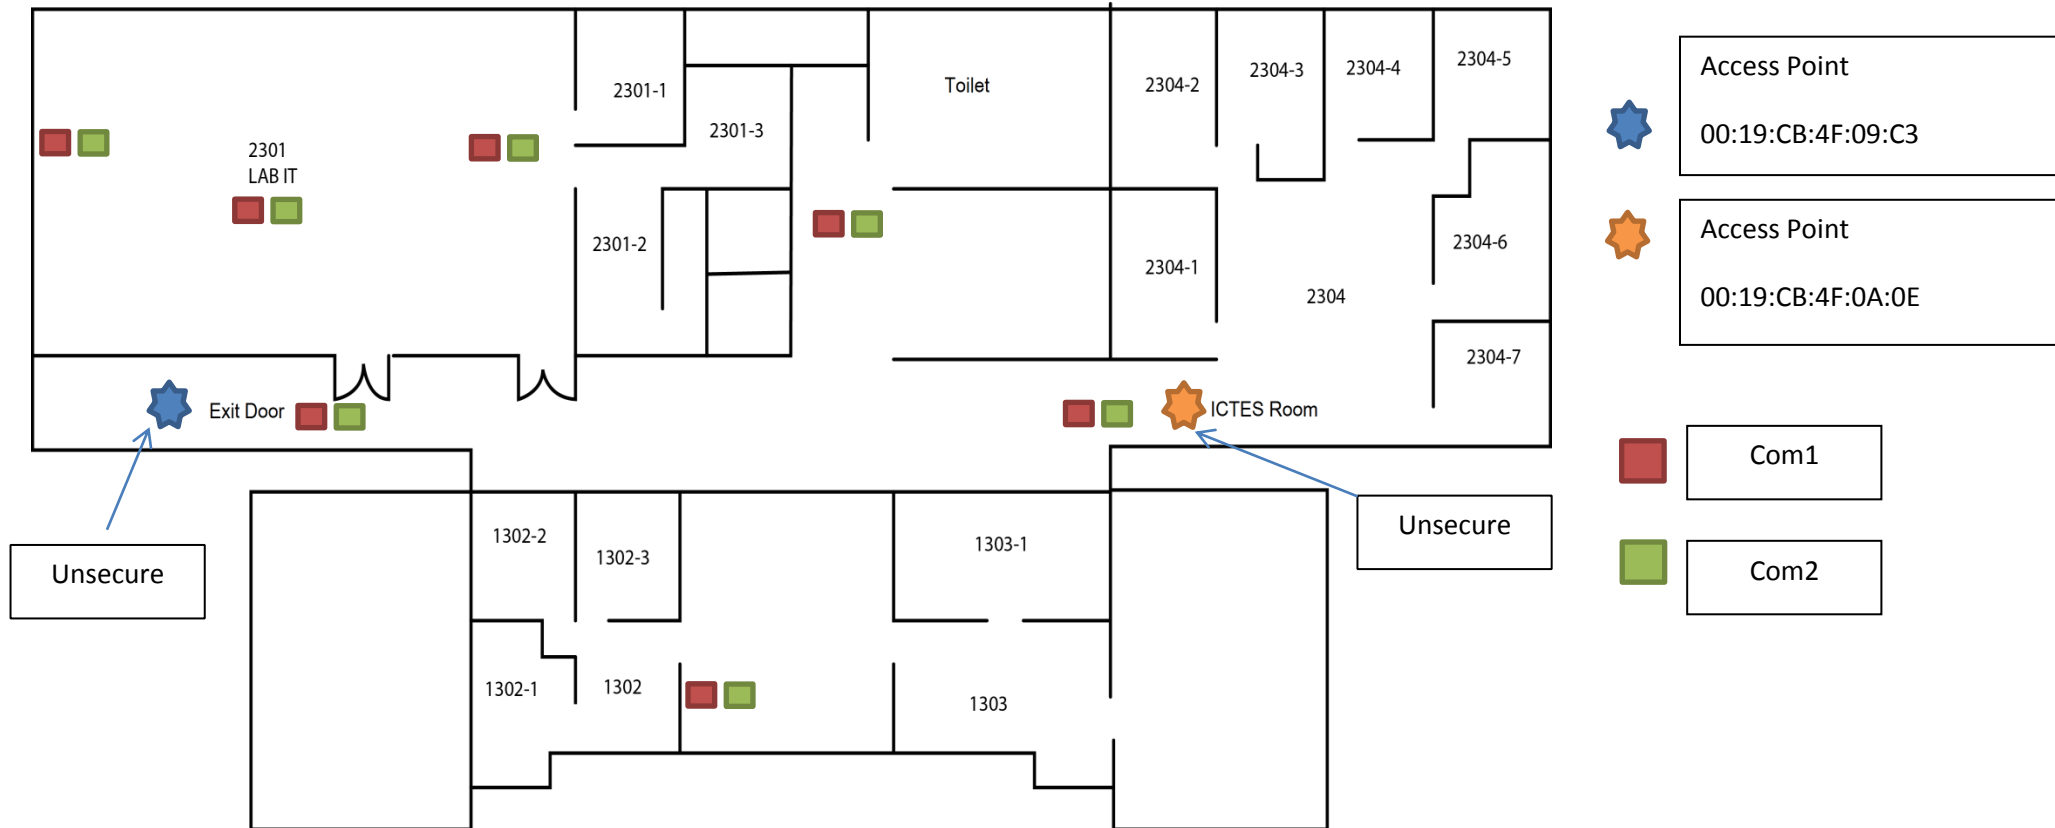 2301-1
2301-3
Toilet
2304-2
2304-3
2304-4
2304-5
2301
LAB IT
2301-2
2304-1
2304
2304-6
2304-7
Exit Door
ICTES Room
Unsecure
Unsecure
1302-2
1302-3
1303-1
1302-1
1302
1303
Access Point
00:19:CB:4F:09:C3
Access Point
00:19:CB:4F:0A:0E
Com1
Com2